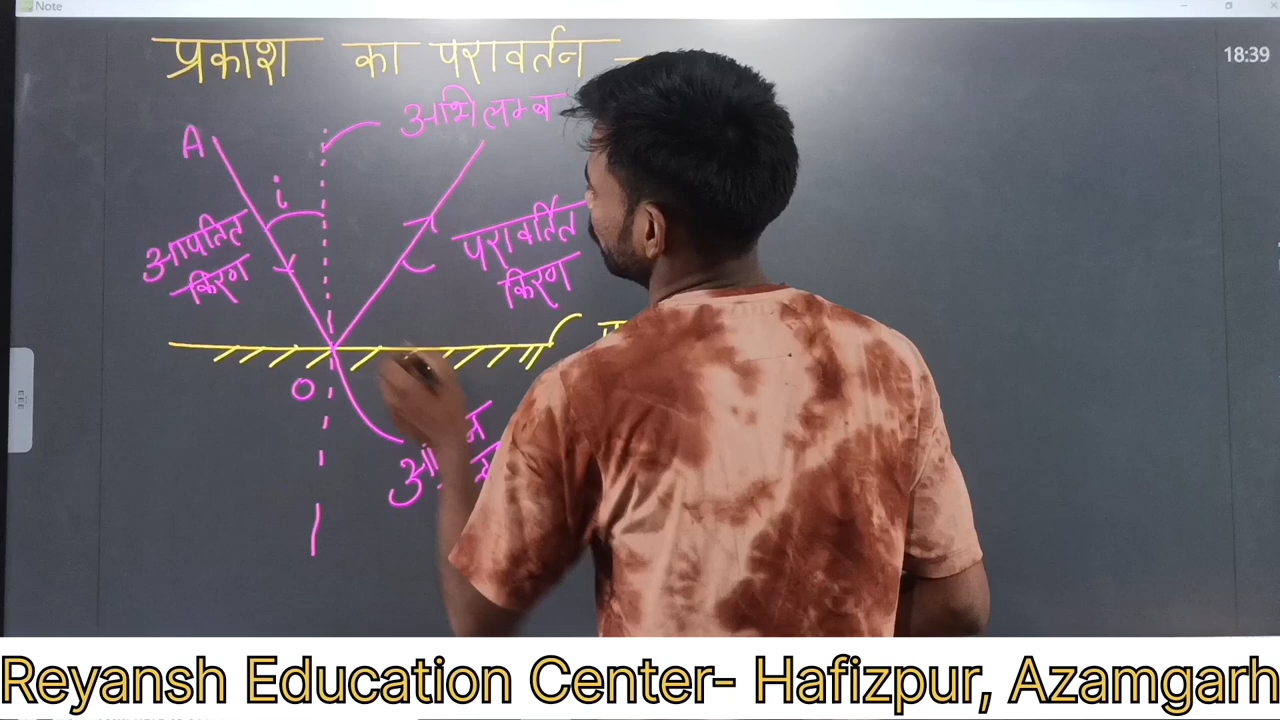 Note
18:39
प्रकाश का परावर्तन
अभिलम्ब
A
i
आपतित
किरण
परावर्तित
किरण
O
Reyansh Education Center- Hafizpur, Azamgarh